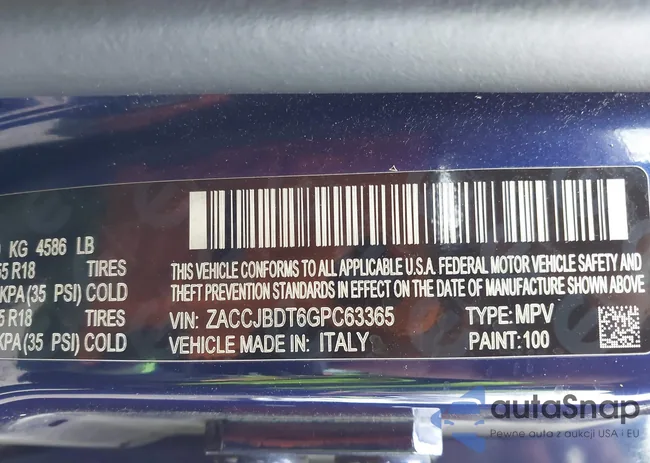 KG 4586 LB
55 R18 TIRES
KPA (35 PSI) COLD
5 R18 TIRES
KPA (35 PSI) COLD
THIS VEHICLE CONFORMS TO ALL APPLICABLE U.S.A. FEDERAL MOTOR VEHICLE SAFETY AND
THEFT PREVENTION STANDARDS IN EFFECT ON THE DATE OF MANUFACTURE SHOWN ABOVE.
VIN: ZACCJBDT6GPC63365 TYPE: MPV
VEHICLE MADE IN: ITALY PAINT: 100
autaSnap
Pewne auta z aukcji USA i EU